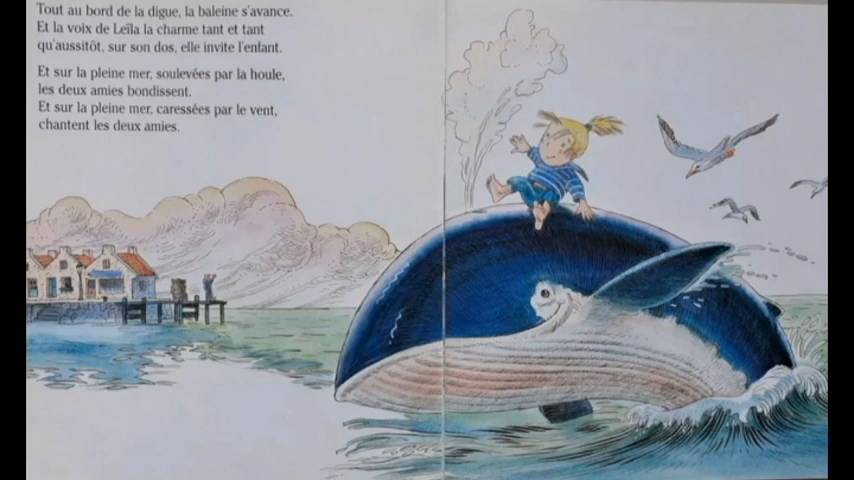 Tout au bord de la digue, la baleine s'avance.
Et la voix de Leïla la charme tant et tant
qu'aussitôt, sur son dos, elle invite l'enfant.
Et sur la pleine mer, soulevées par la houle,
les deux amies bondissent.
Et sur la pleine mer, caressées par le vent,
chantent les deux amies.